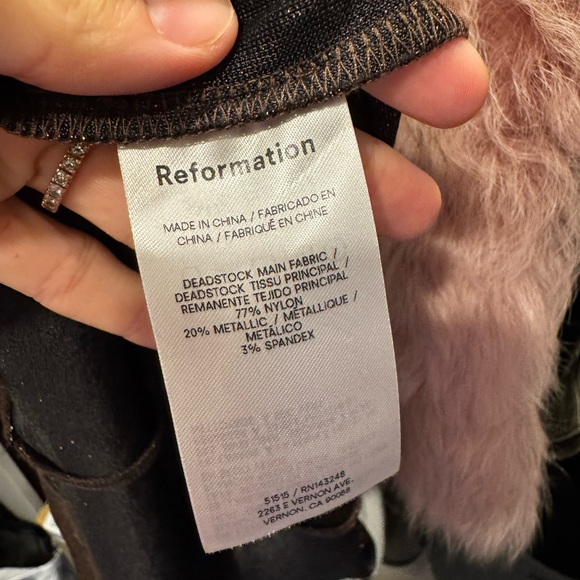 Reformation
MADE IN CHINA / FABRICADO EN
CHINA / FABRIQUÉ EN CHINE
DEADSTOCK MAIN FABRIC /
DEADSTOCK TISSU PRINCIPAL /
REMANENTE TEJIDO PRINCIPAL
77% NYLON
20% METALLIC / MÉTALLIQUE /
METÁLICO
3% SPANDEX
51515 / RN143248
2263 E VERNON AVE.
VERNON, CA 90058